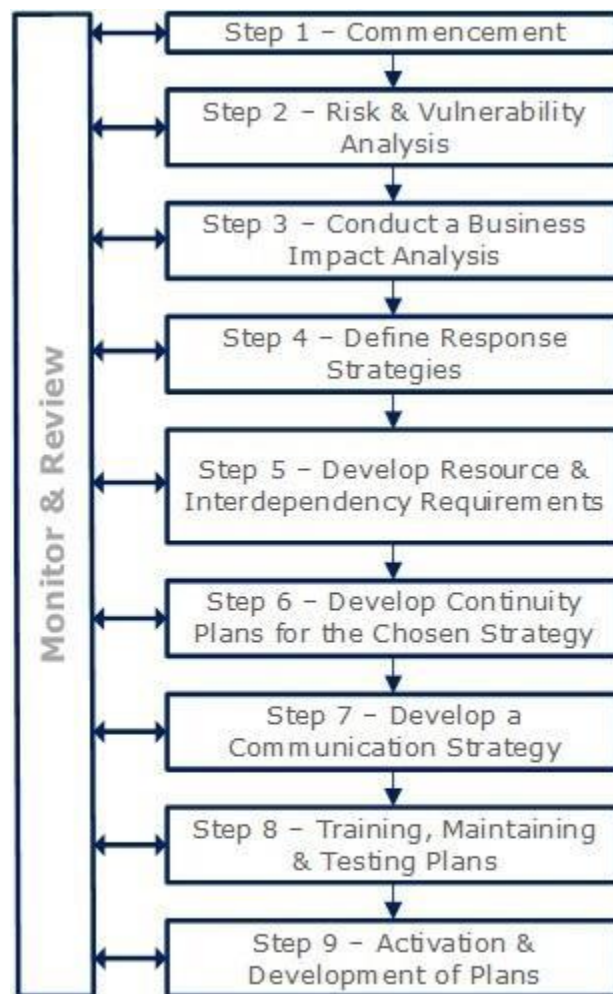 Monitor & Review
Step 1 – Commencement
Step 2 – Risk & Vulnerability
Analysis
Step 3 – Conduct a Business
Impact Analysis
Step 4 – Define Response
Strategies
Step 5 – Develop Resource &
Interdependency Requirements
Step 6 – Develop Continuity
Plans for the Chosen Strategy
Step 7 – Develop a
Communication Strategy
Step 8 – Training, Maintaining
& Testing Plans
Step 9 – Activation &
Development of Plans